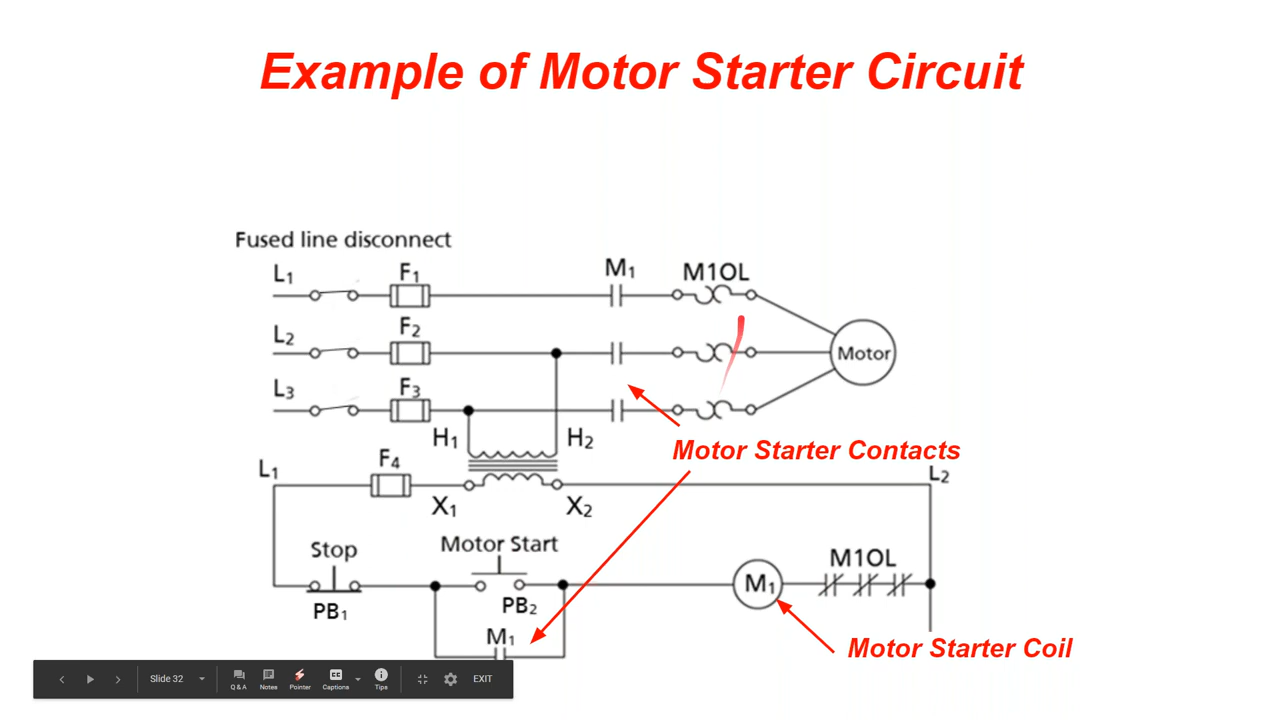 Example of Motor Starter Circuit
Fused line disconnect
L1 F1 M1 M1OL
L2 F2
Motor
L3 F3
H1 H2
Motor Starter Contacts
L1 F4 L2
X1 X2
Stop Motor Start M1OL
M1
PB1 PB2
M1
Motor Starter Coil
Slide 32
Q & A Notes Pointer Captions Tips
CC
EXIT